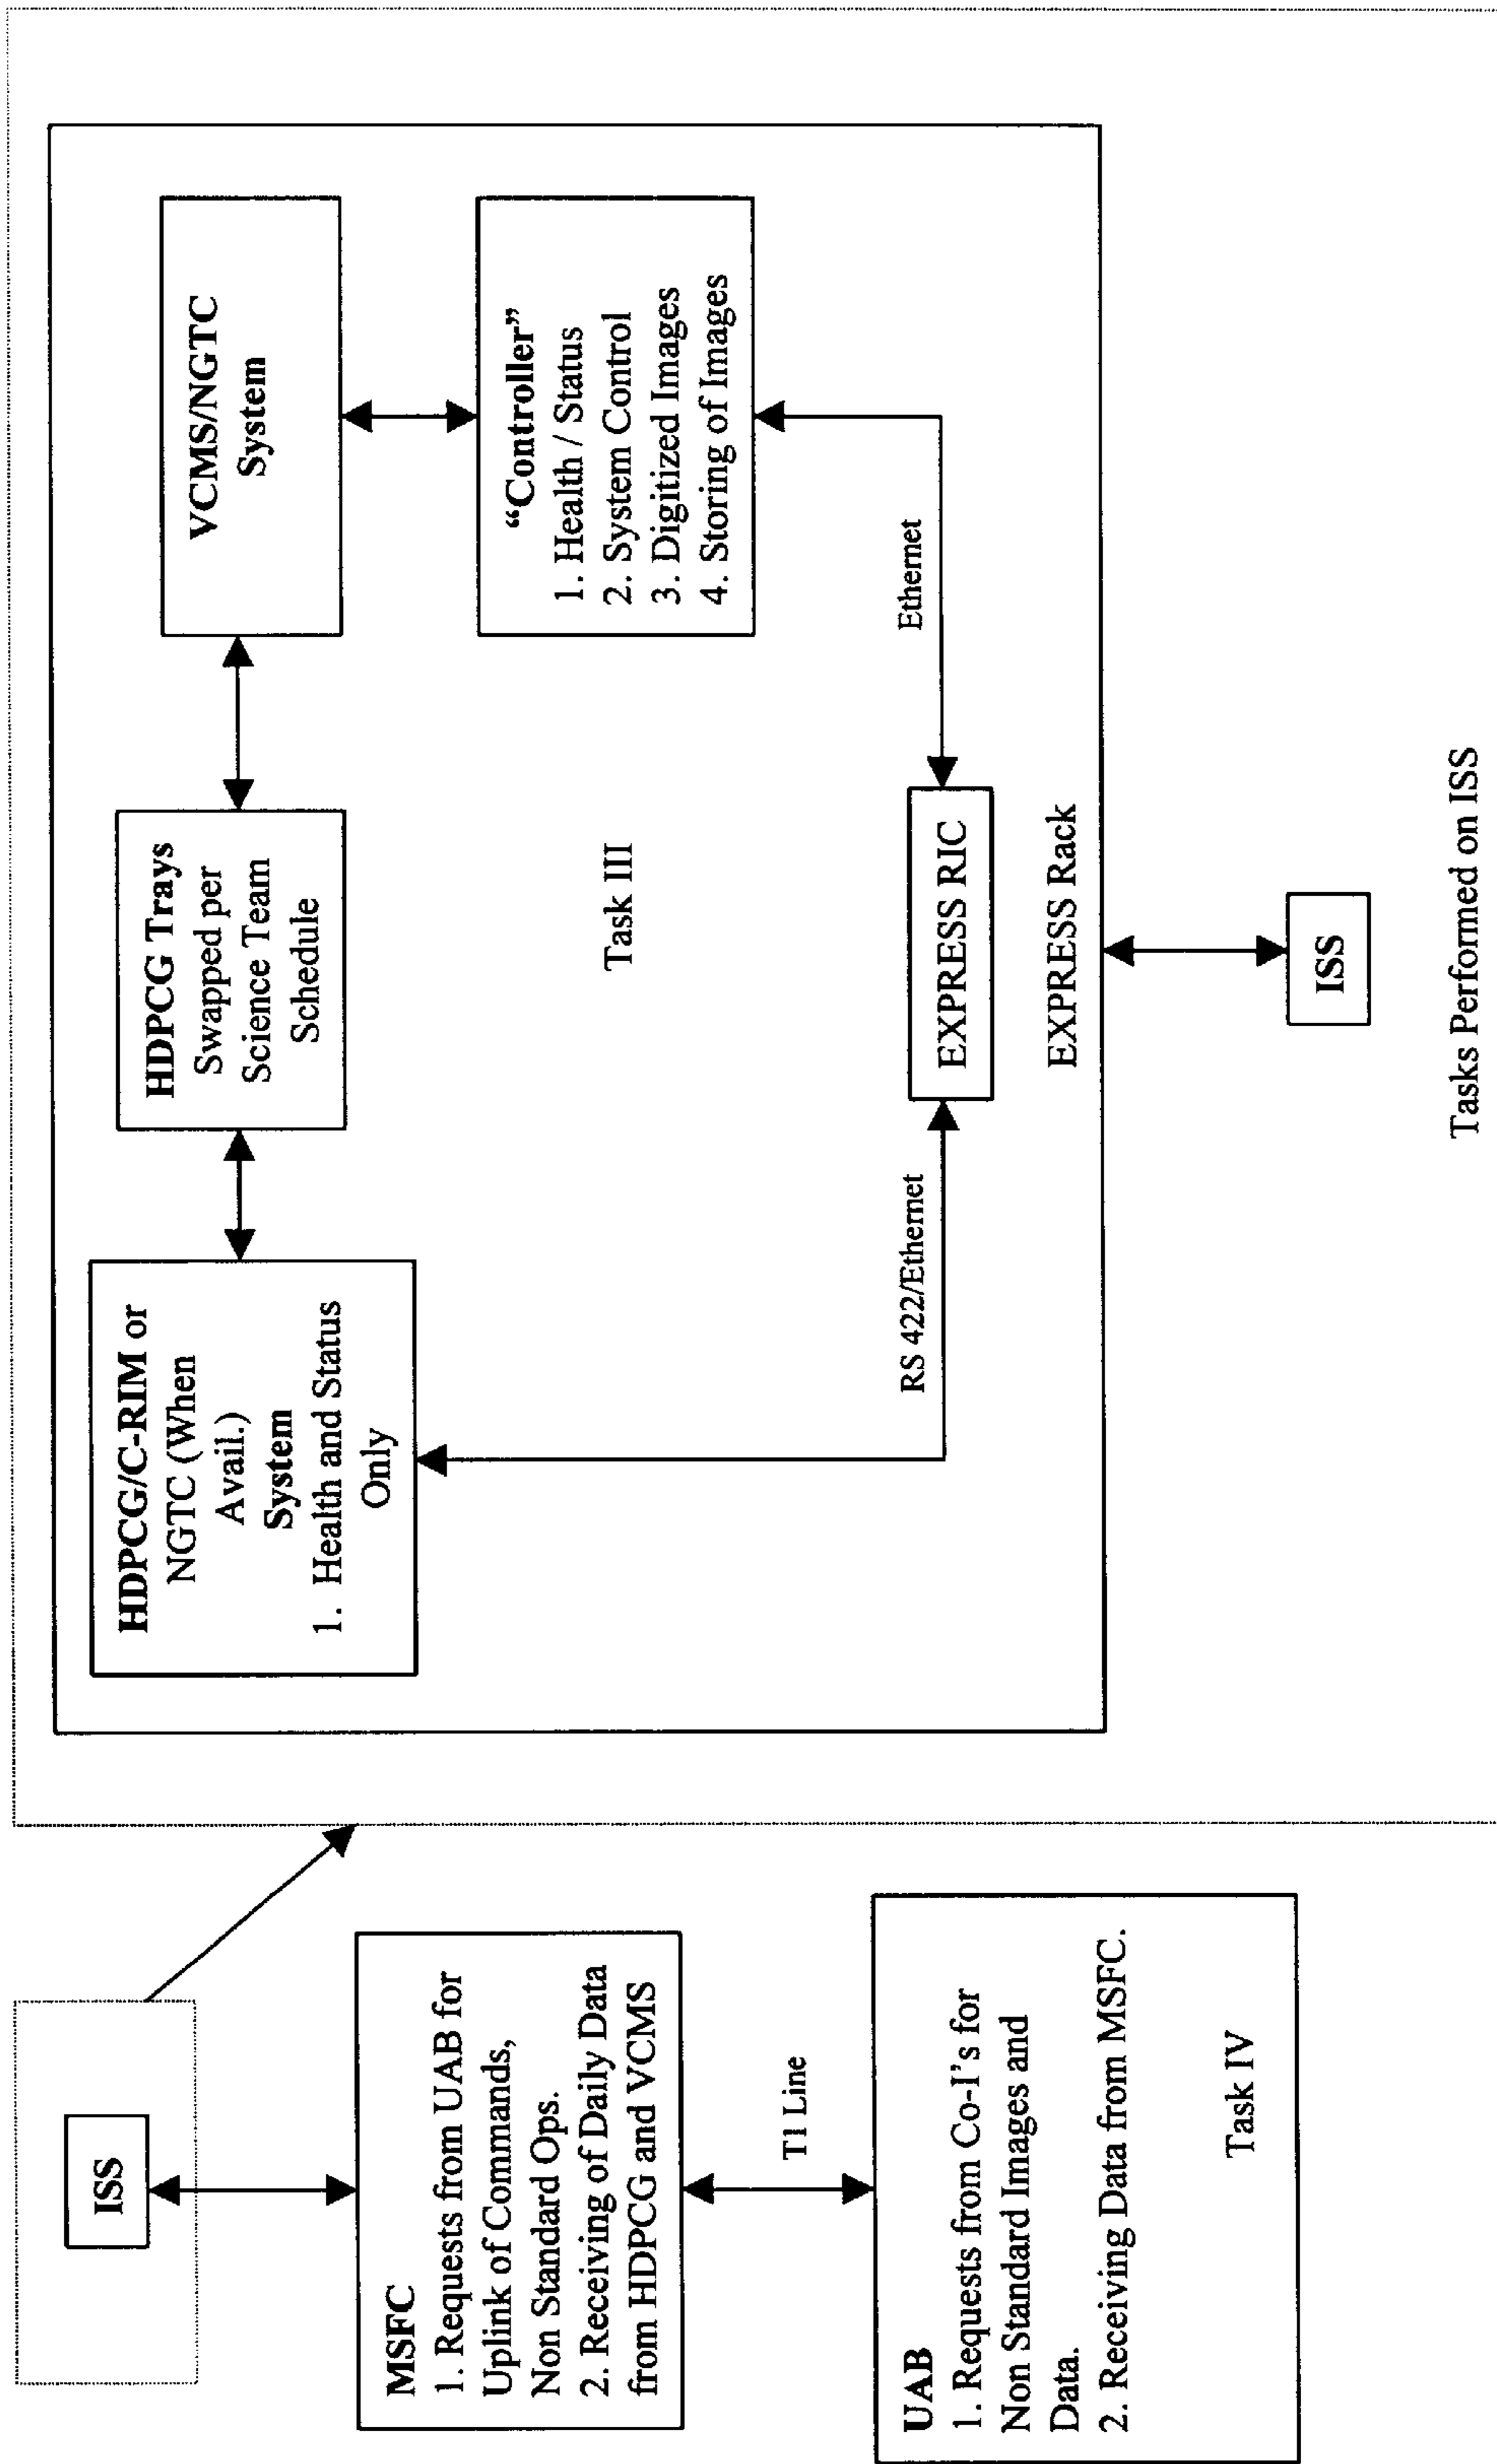 ISS
MSFC
1. Requests from UAB for
Uplink of Commands,
Non Standard Ops.
2. Receiving of Daily Data
from HDPCG and VCMS
T1 Line
UAB
1. Requests from Co-I's for
Non Standard Images and
Data.
2. Receiving Data from MSFC.
Task IV
HDPCG/C-RIM or
NGTC (When
Avail.)
System
1. Health and Status
Only
HDPCG Trays
Swapped per
Science Team
Schedule
VCMS/NGTC
System
“Controller”
1. Health / Status
2. System Control
3. Digitized Images
4. Storing of Images
Task III
RS 422/Ethernet
Ethernet
EXPRESS RIC
EXPRESS Rack
ISS
Tasks Performed on ISS